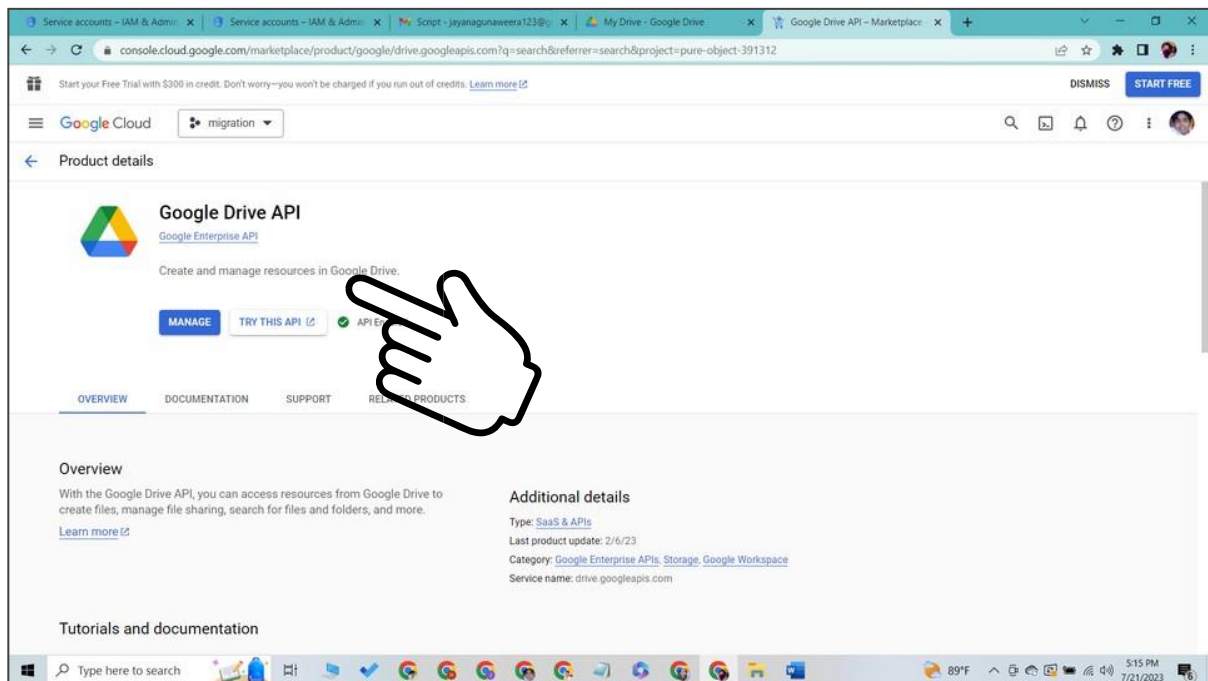 Service accounts – IAM & Admin
Service accounts – IAM & Admin
Script - jayanagunaweera123@g
My Drive - Google Drive
Google Drive API – Marketplace
console.cloud.google.com/marketplace/product/google/drive.googleapis.com?q=search&referrer=search&project=pure-object-391312
Start your Free Trial with $300 in credit. Don't worry—you won't be charged if you run out of credits. Learn more
DISMISS
START FREE
Google Cloud
migration
Product details
Google Drive API
Google Enterprise API
Create and manage resources in Google Drive.
MANAGE
TRY THIS API
API
OVERVIEW
DOCUMENTATION
SUPPORT
RELATED PRODUCTS
Overview
With the Google Drive API, you can access resources from Google Drive to
create files, manage file sharing, search for files and folders, and more.
Learn more
Additional details
Type: SaaS & APIs
Last product update: 2/6/23
Category: Google Enterprise APIs, Storage, Google Workspace
Service name: drive.googleapis.com
Tutorials and documentation
Type here to search
89°F
5:15 PM
7/21/2023